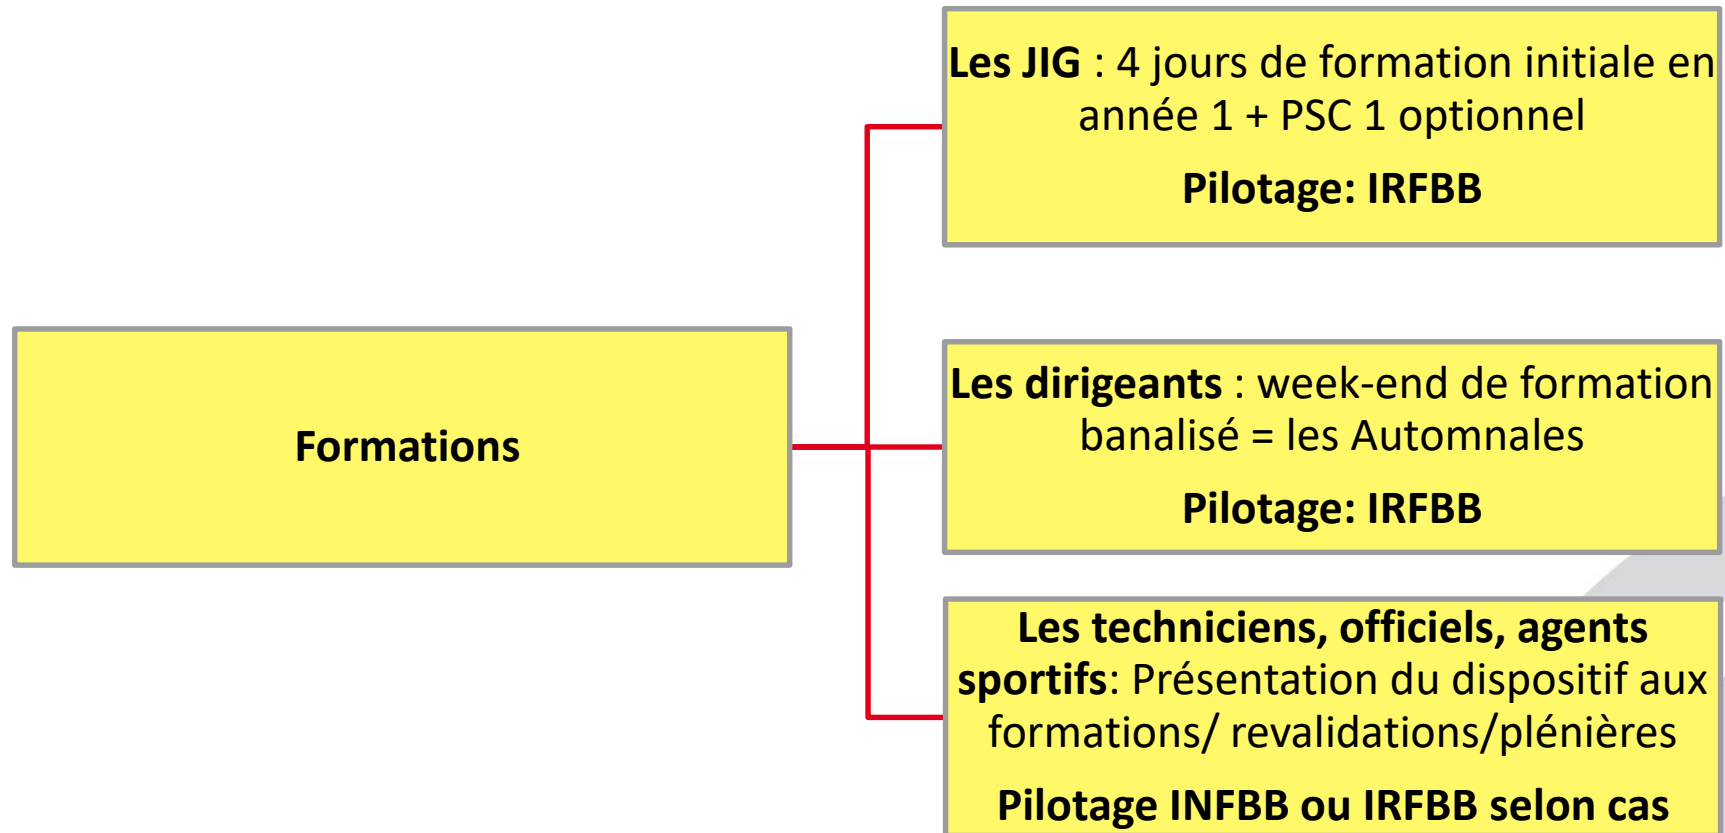 Formations
Les JIG : 4 jours de formation initiale en
année 1 + PSC 1 optionnel
Pilotage: IRFBB
Les dirigeants : week-end de formation
banalisé = les Automnales
Pilotage: IRFBB
Les techniciens, officiels, agents
sportifs: Présentation du dispositif aux
formations/ revalidations/plénières
Pilotage INFBB ou IRFBB selon cas